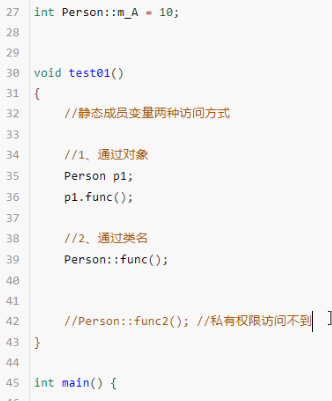 27 int Person::m_A = 10;
28
29
30 void test01()
31 {
32 //静态成员变量两种访问方式
33
34 //1、通过对象
35 Person p1;
36 p1.func();
37
38 //2、通过类名
39 Person::func();
40
41
42 //Person::func2(); //私有权限访问不到
43 }
44
45 int main() {